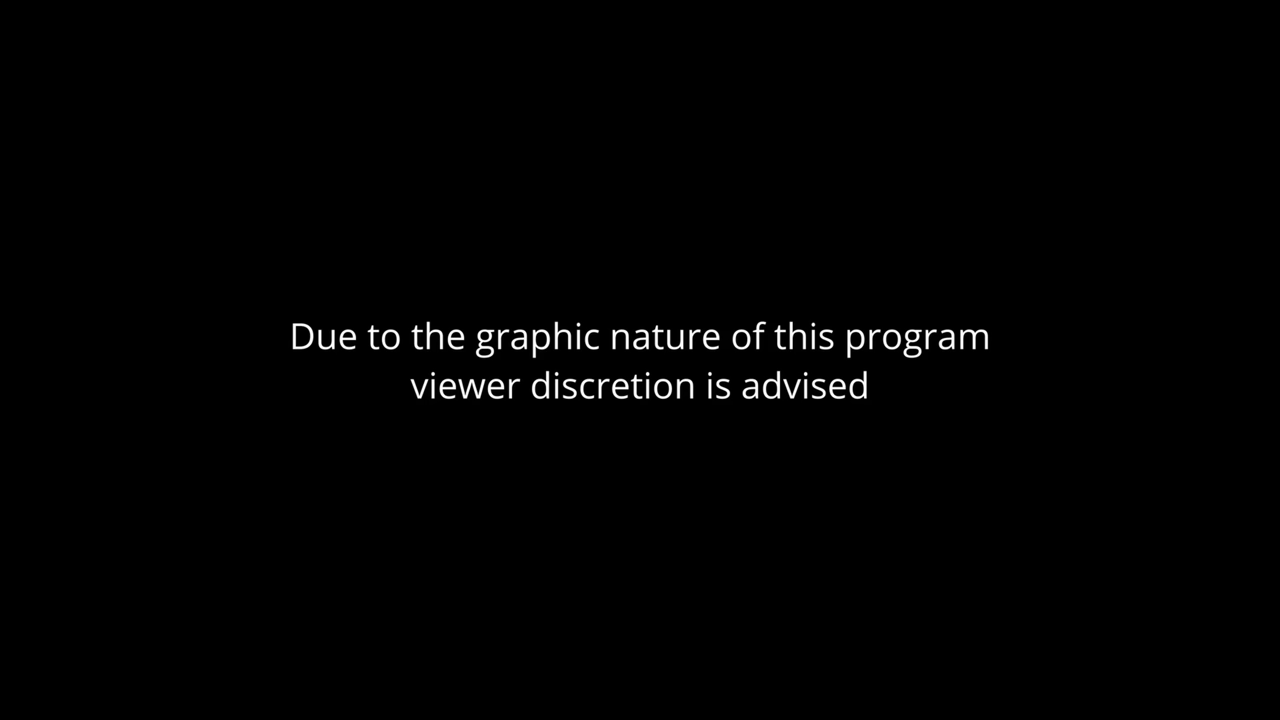 Due to the graphic nature of this program
viewer discretion is advised